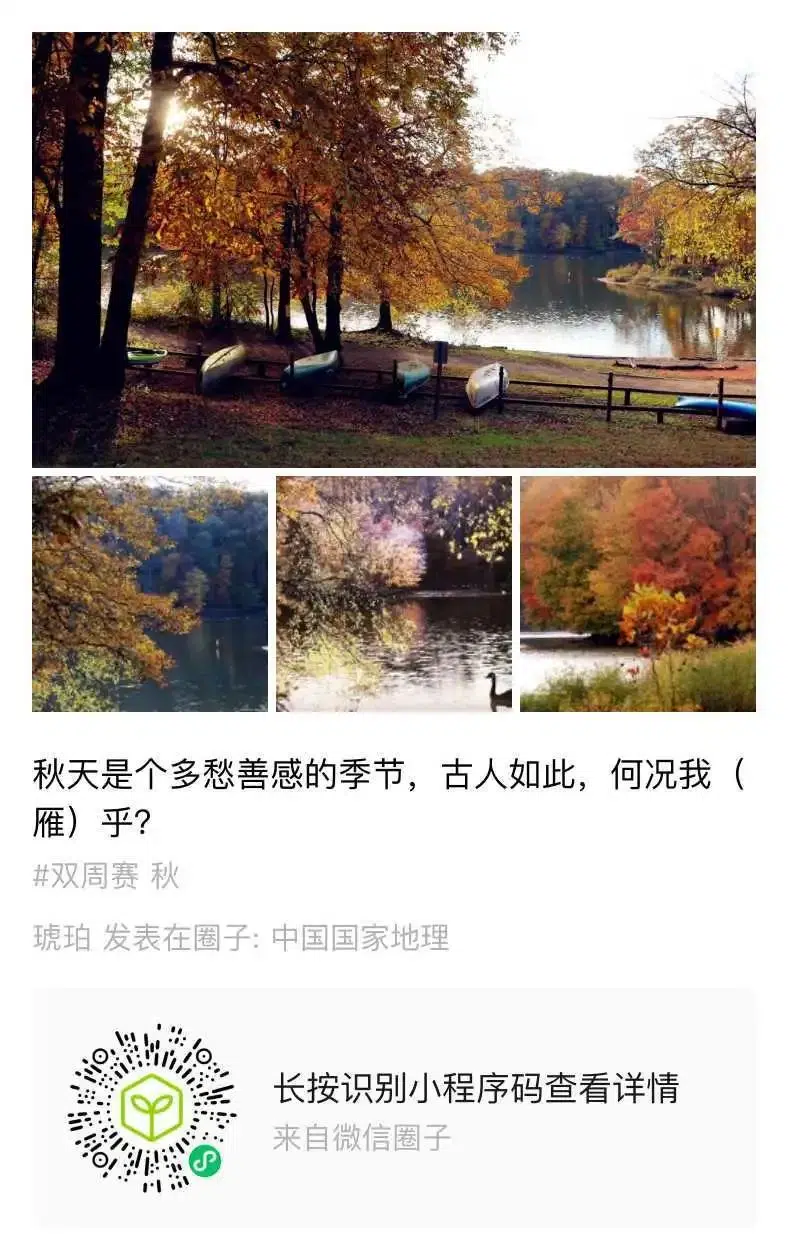 秋天是个多愁善感的季节，古人如此，何况我（
雁）乎？
#双周赛 秋
琥珀 发表在圈子: 中国国家地理
长按识别小程序码查看详情
来自微信圈子